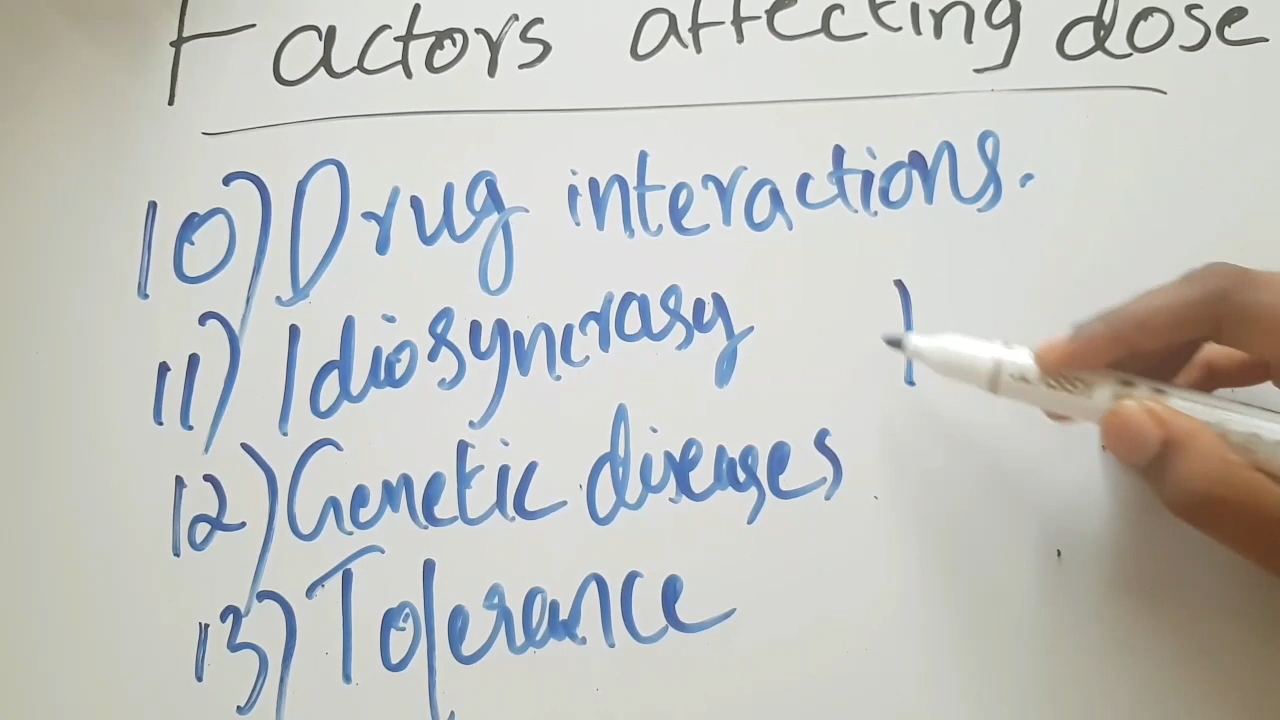 Factors affecting dose
10) Drug interactions.
11) Idiosyncrasy
12) Genetic diseases
13) Tolerance